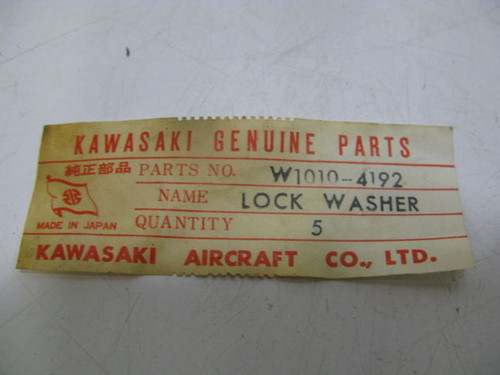 KAWASAKI GENUINE PARTS
純正部品 PARTS NO. W1010-4192
NAME LOCK WASHER
MADE IN JAPAN QUANTITY 5
KAWASAKI AIRCRAFT CO., LTD.